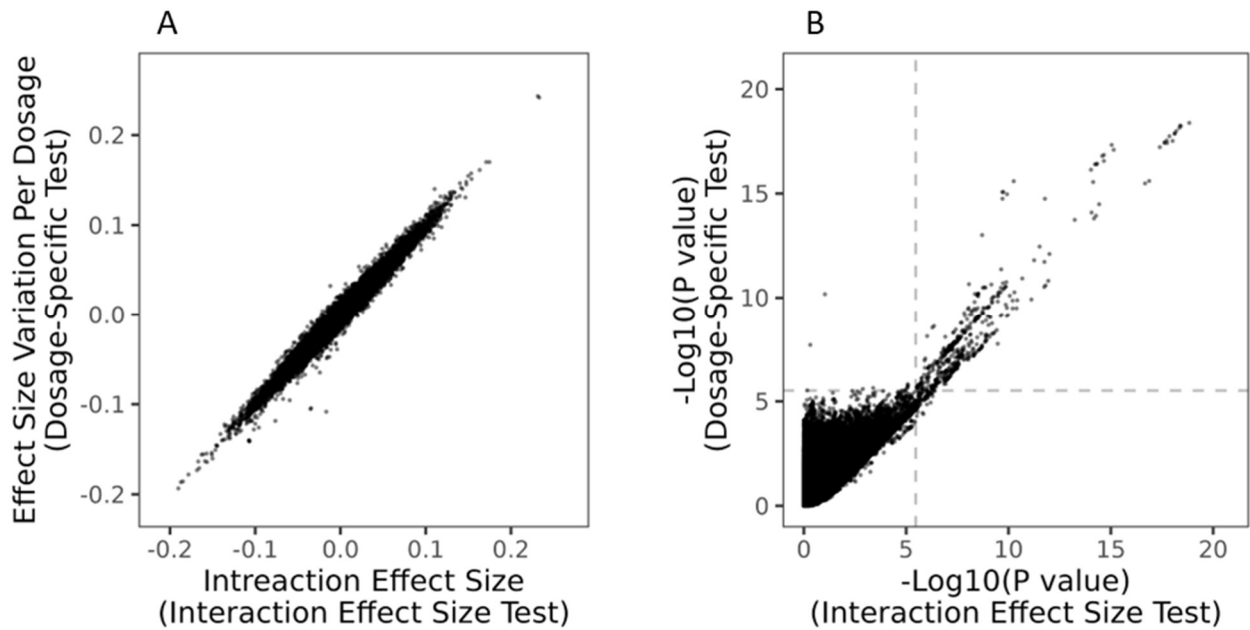 A
Effect Size Variation Per Dosage
(Dosage-Specific Test)
0.2
0.1
0.0
-0.1
-0.2
-0.2 -0.1 0.0 0.1 0.2
Intreaction Effect Size
(Interaction Effect Size Test)
B
-Log10(P value)
(Dosage-Specific Test)
20
15
10
5
0
0 5 10 15 20
-Log10(P value)
(Interaction Effect Size Test)